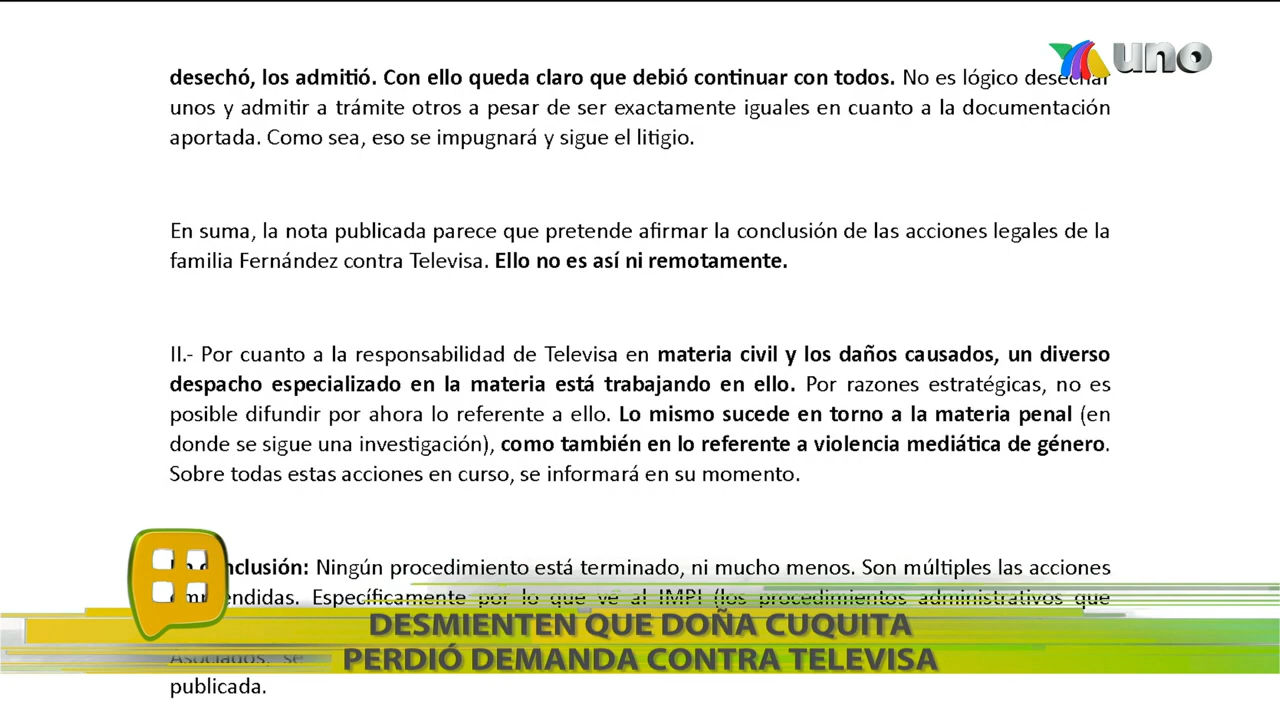 uno
desechó, los admitió. Con ello queda claro que debió continuar con todos. No es lógico desechar
unos y admitir a trámite otros a pesar de ser exactamente iguales en cuanto a la documentación
aportada. Como sea, eso se impugnará y sigue el litigio.
En suma, la nota publicada parece que pretende afirmar la conclusión de las acciones legales de la
familia Fernández contra Televisa. Ello no es así ni remotamente.
II.- Por cuanto a la responsabilidad de Televisa en materia civil y los daños causados, un diverso
despacho especializado en la materia está trabajando en ello. Por razones estratégicas, no es
posible difundir por ahora lo referente a ello. Lo mismo sucede en torno a la materia penal (en
donde se sigue una investigación), como también en lo referente a violencia mediática de género.
Sobre todas estas acciones en curso, se informará en su momento.
En conclusión: Ningún procedimiento está terminado, ni mucho menos. Son múltiples las acciones
emprendidas. Específicamente por lo que ve al IMPI (los procedimientos administrativos que
DESMIENTEN QUE DOÑA CUQUITA
PERDIÓ DEMANDA CONTRA TELEVISA
Asociados, se
publicada.